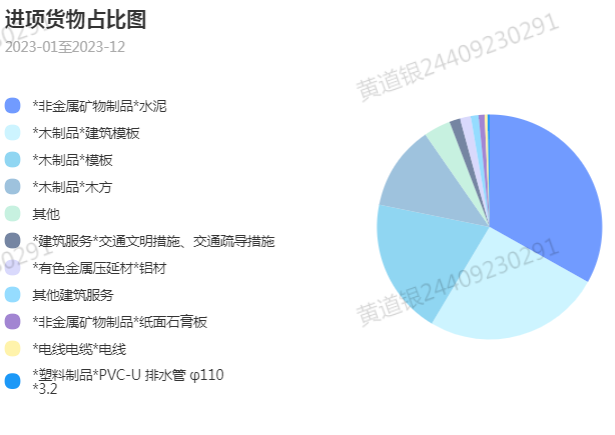 进项货物占比图
2023-01至2023-12
*非金属矿物制品*水泥
*木制品*建筑模板
*木制品*模板
*木制品*木方
其他
*建筑服务*交通文明措施、交通疏导措施
*有色金属压延材*铝材
其他建筑服务
*非金属矿物制品*纸面石膏板
*电线电缆*电线
*塑料制品*PVC-U 排水管 φ110
*3.2
黄道银24409230291
黄道银24409230291